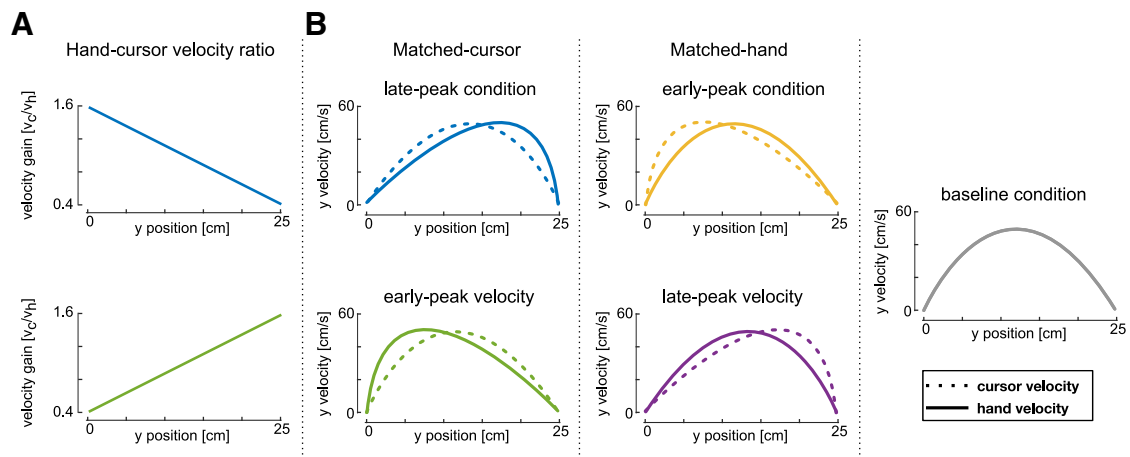 A
Hand-cursor velocity ratio
velocity gain [vc/vh]
1.6
0.4
0
25
y position [cm]
velocity gain [vc/vh]
1.6
0.4
0
25
y position [cm]
B
Matched-cursor
late-peak condition
y velocity [cm/s]
60
0
0
25
y position [cm]
early-peak velocity
y velocity [cm/s]
60
0
0
25
y position [cm]
Matched-hand
early-peak condition
y velocity [cm/s]
60
0
0
25
y position [cm]
late-peak velocity
y velocity [cm/s]
60
0
0
25
y position [cm]
baseline condition
y velocity [cm/s]
60
0
0
25
y position [cm]
cursor velocity
hand velocity